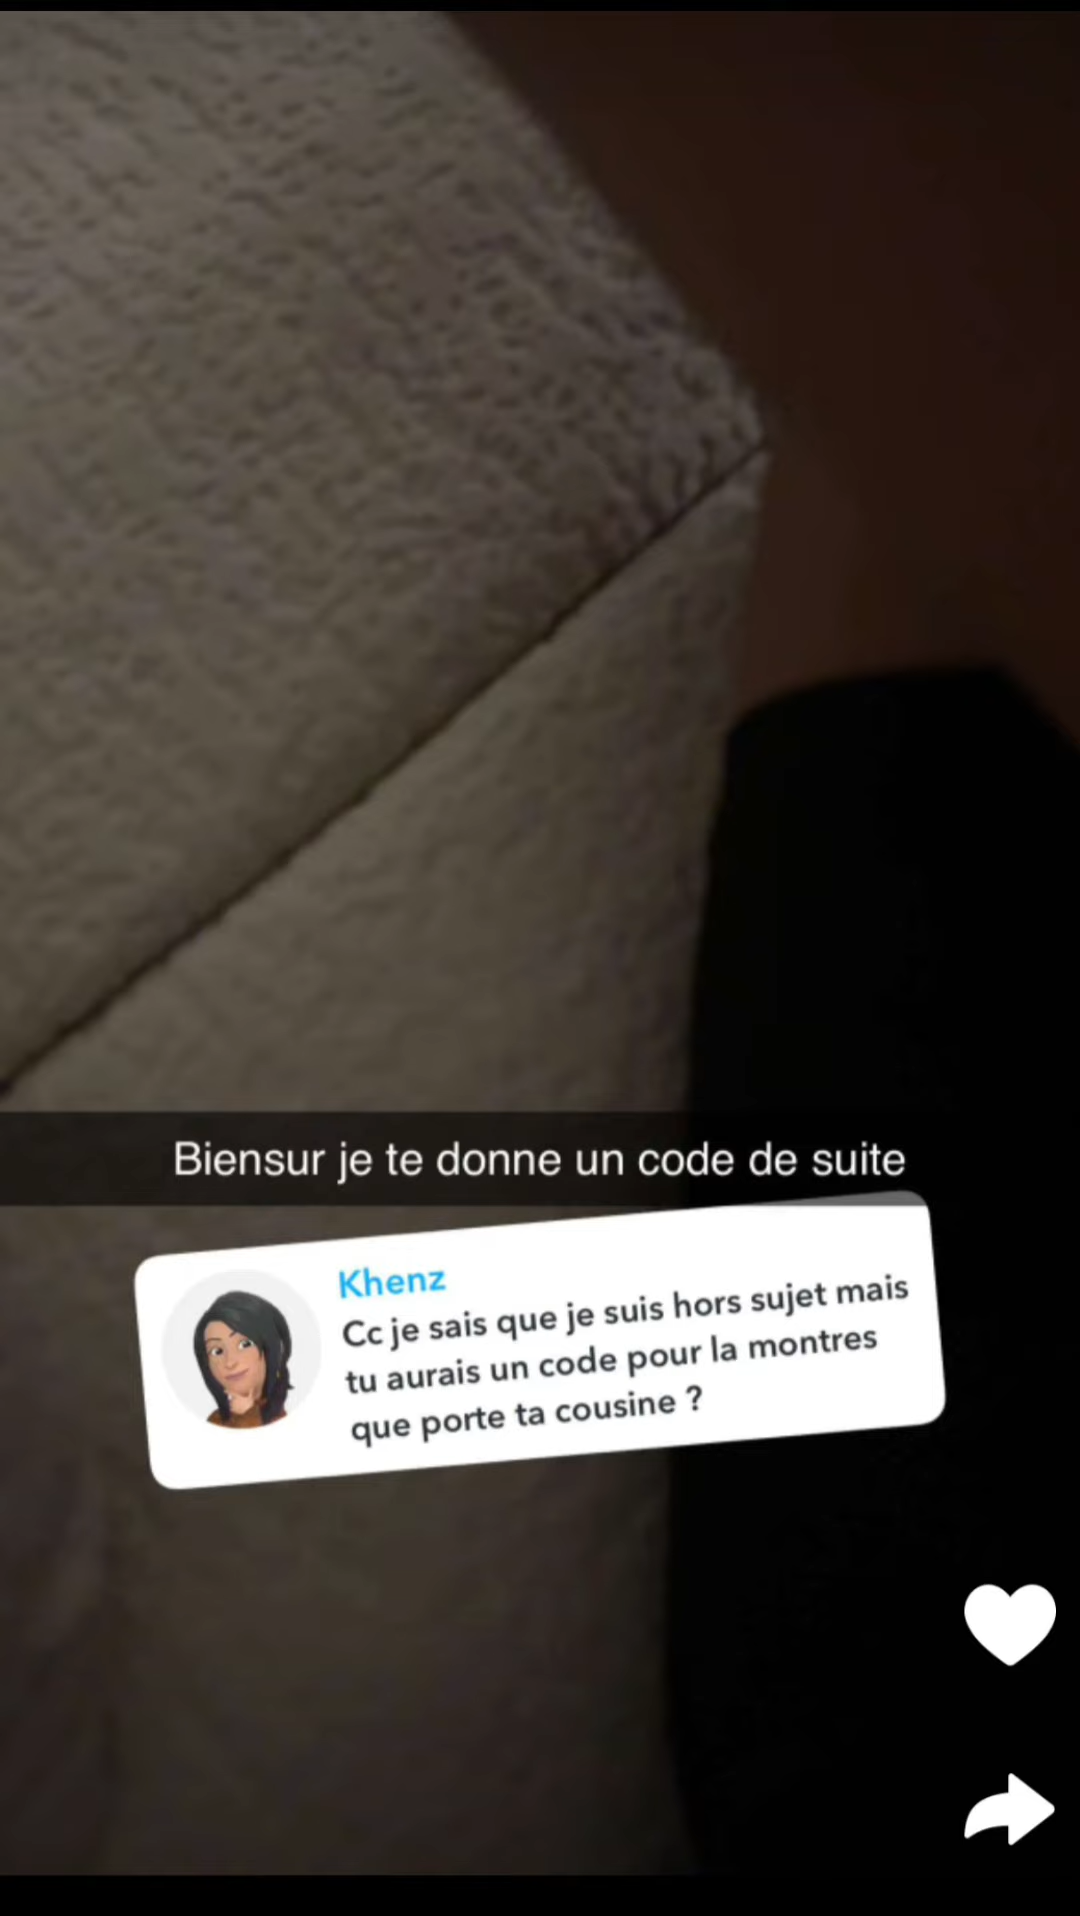 Biensur je te donne un code de suite
Khenz
Cc je sais que je suis hors sujet mais
tu aurais un code pour la montres
que porte ta cousine ?